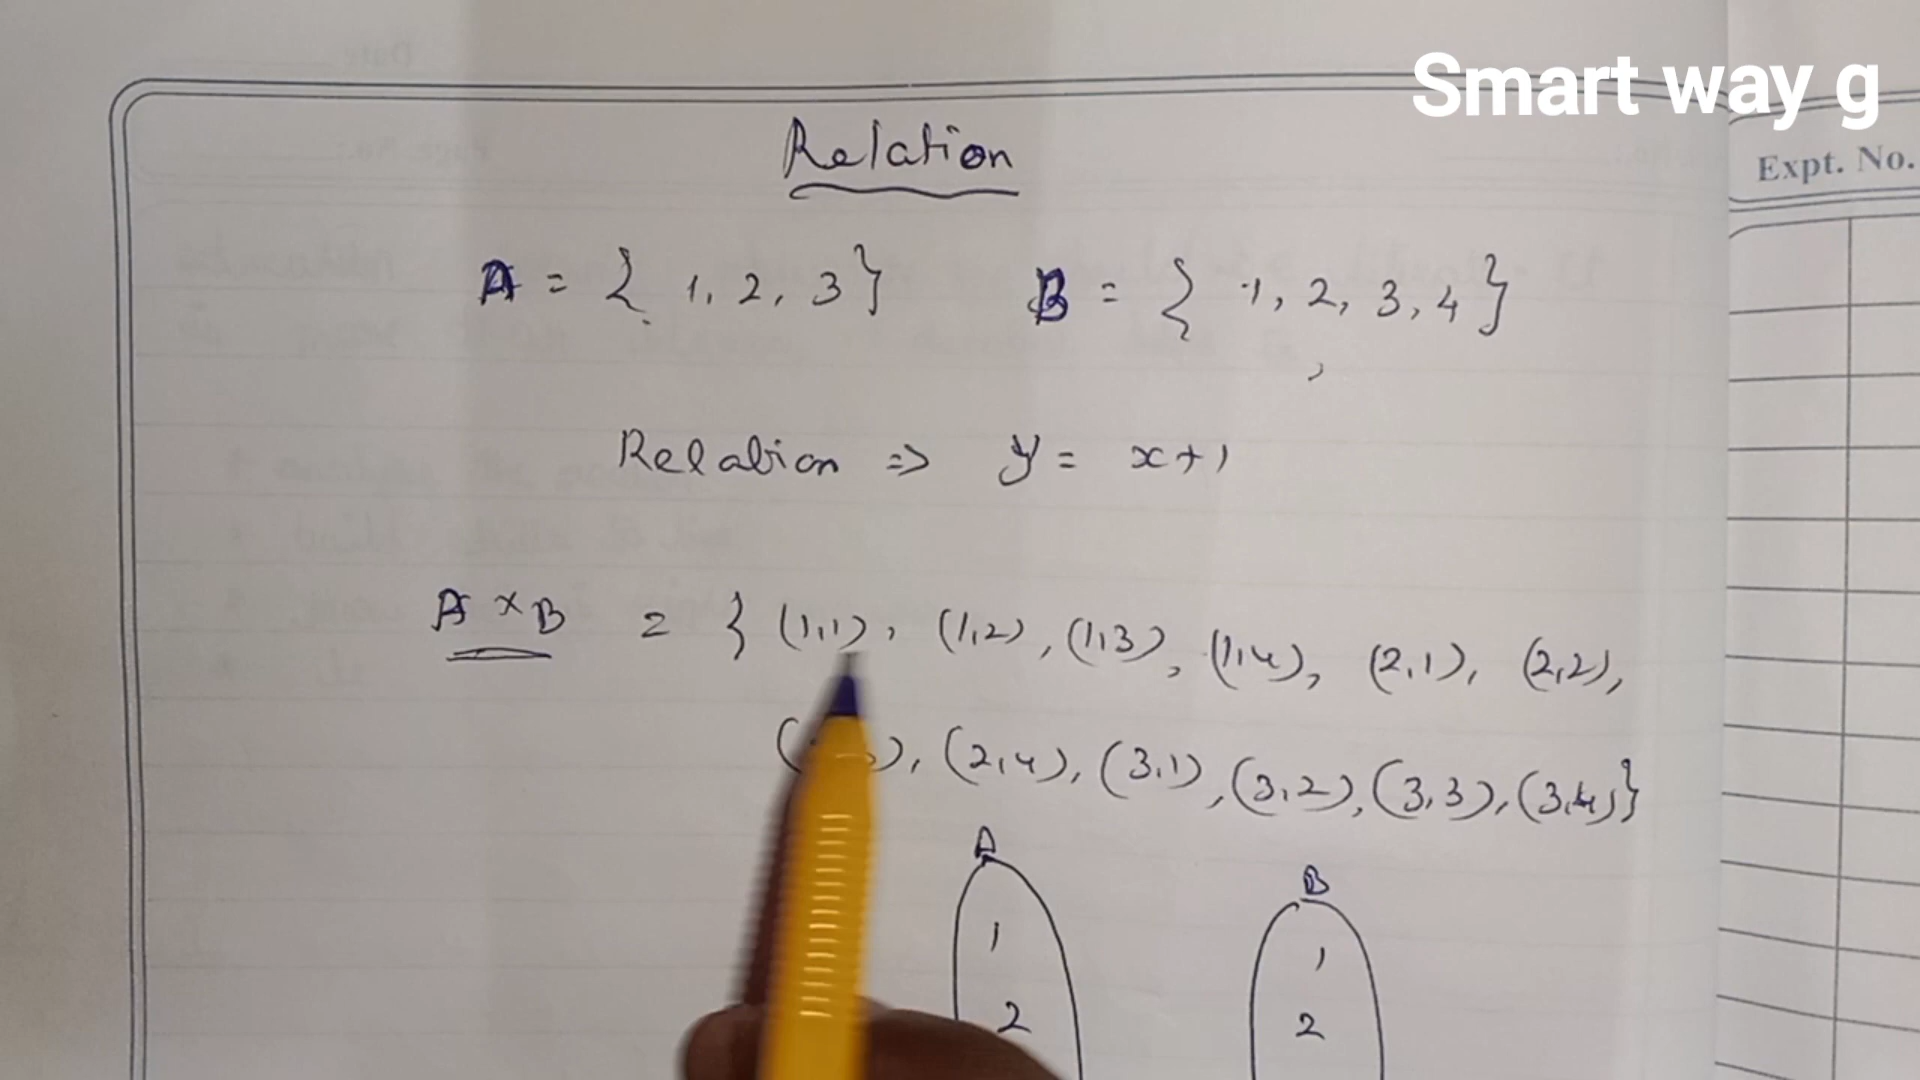 Smart way g
Expt. No.
Relation
A = { 1, 2, 3 }   B = { 1, 2, 3, 4 }
Relation => y = x+1
A × B = { (1,1), (1,2), (1,3), (1,4), (2,1), (2,2),
(2,4), (3,1), (3,2), (3,3), (3,4) }
A   B
1   1
2   2